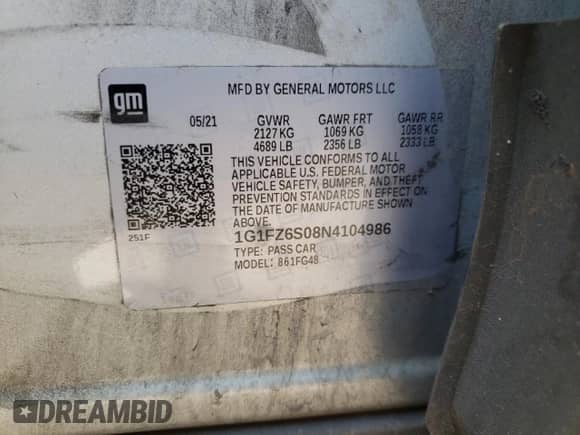 gm
MFD BY GENERAL MOTORS LLC
05/21 GVWR GAWR FRT GAWR RR
2127 KG 1069 KG 1058 KG
4689 LB 2356 LB 2333 LB
THIS VEHICLE CONFORMS TO ALL
APPLICABLE U.S. FEDERAL MOTOR
VEHICLE SAFETY, BUMPER, AND THEFT
PREVENTION STANDARDS IN EFFECT ON
THE DATE OF MANUFACTURE SHOWN
ABOVE.
251F
1G1FZ6S08N4104986
TYPE: PASS CAR
MODEL: 861FG48
DREAMBID